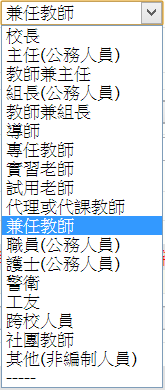 兼任教師
校長
主任(公務人員)
教師兼主任
組長(公務人員)
教師兼組長
導師
專任教師
實習老師
試用老師
代理或代課教師
兼任教師
職員(公務人員)
護士(公務人員)
警衛
工友
跨校人員
社團教師
其他(非編制人員)
-----